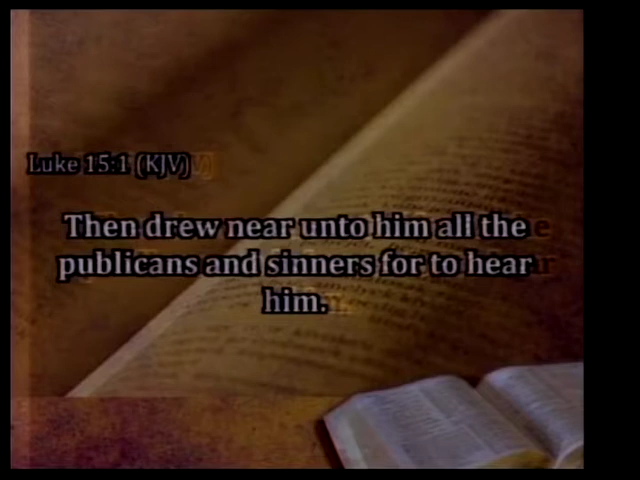 Luke 15:1 (KJV)
Then drew near unto him all the
publicans and sinners for to hear
him.